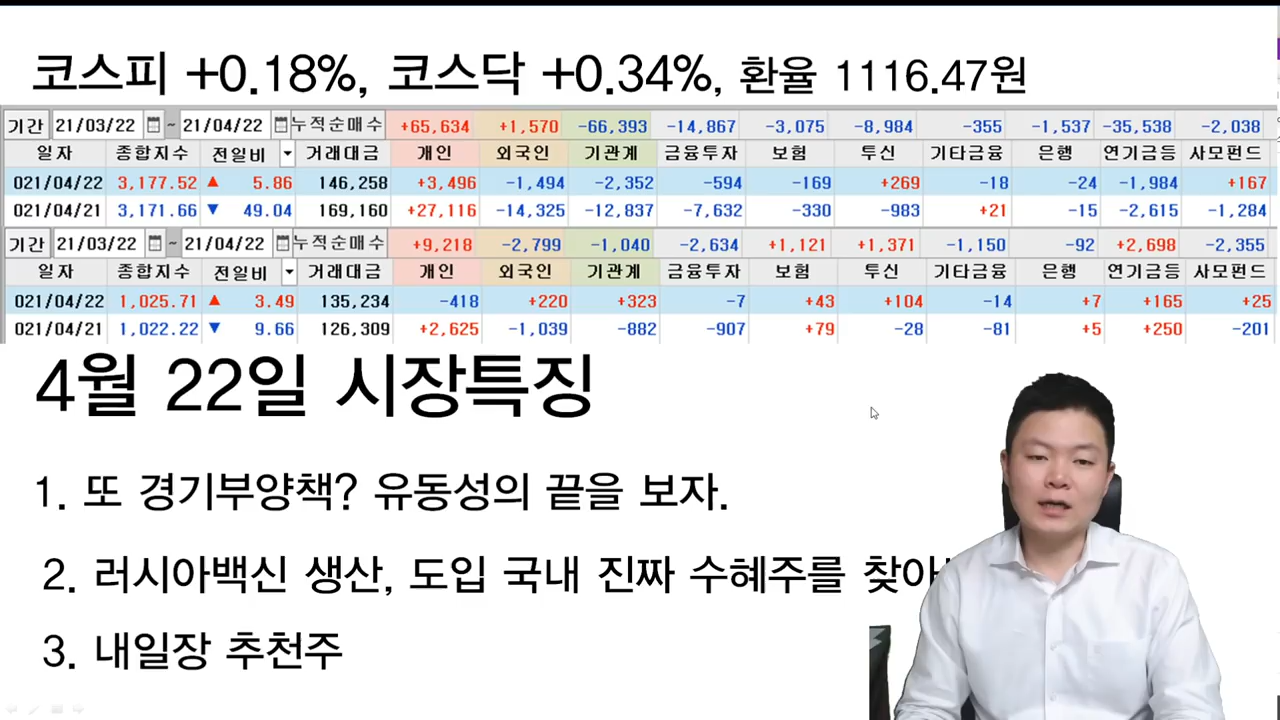 코스피 +0.18%, 코스닥 +0.34%, 환율 1116.47원
기간 21/03/22 ~ 21/04/22 누적순매수 +65,634 +1,570 -66,393 -14,867 -3,075 -8,984 -355 -1,537 -35,538 -2,038
일자 종합지수 전일비 거래대금 개인 외국인 기관계 금융투자 보험 투신 기타금융 은행 연기금등 사모펀드
021/04/22 3,177.52 ▲ 5.86 146,258 +3,496 -1,494 -2,352 -594 -169 +269 -18 -24 -1,984 +167
021/04/21 3,171.66 ▼ 49.04 169,160 +27,116 -14,325 -12,837 -7,632 -330 -983 +21 -15 -2,615 -1,284
기간 21/03/22 ~ 21/04/22 누적순매수 +9,218 -2,799 -1,040 -2,634 +1,121 +1,371 -1,150 -92 +2,698 -2,355
일자 종합지수 전일비 거래대금 개인 외국인 기관계 금융투자 보험 투신 기타금융 은행 연기금등 사모펀드
021/04/22 1,025.71 ▲ 3.49 135,234 -418 +220 +323 -7 +43 +104 -14 +7 +165 +25
021/04/21 1,022.22 ▼ 9.66 126,309 +2,625 -1,039 -882 -907 +79 -28 -81 +5 +250 -201
4월 22일 시장특징
1. 또 경기부양책? 유동성의 끝을 보자.
2. 러시아백신 생산, 도입 국내 진짜 수혜주를 찾아
3. 내일장 추천주